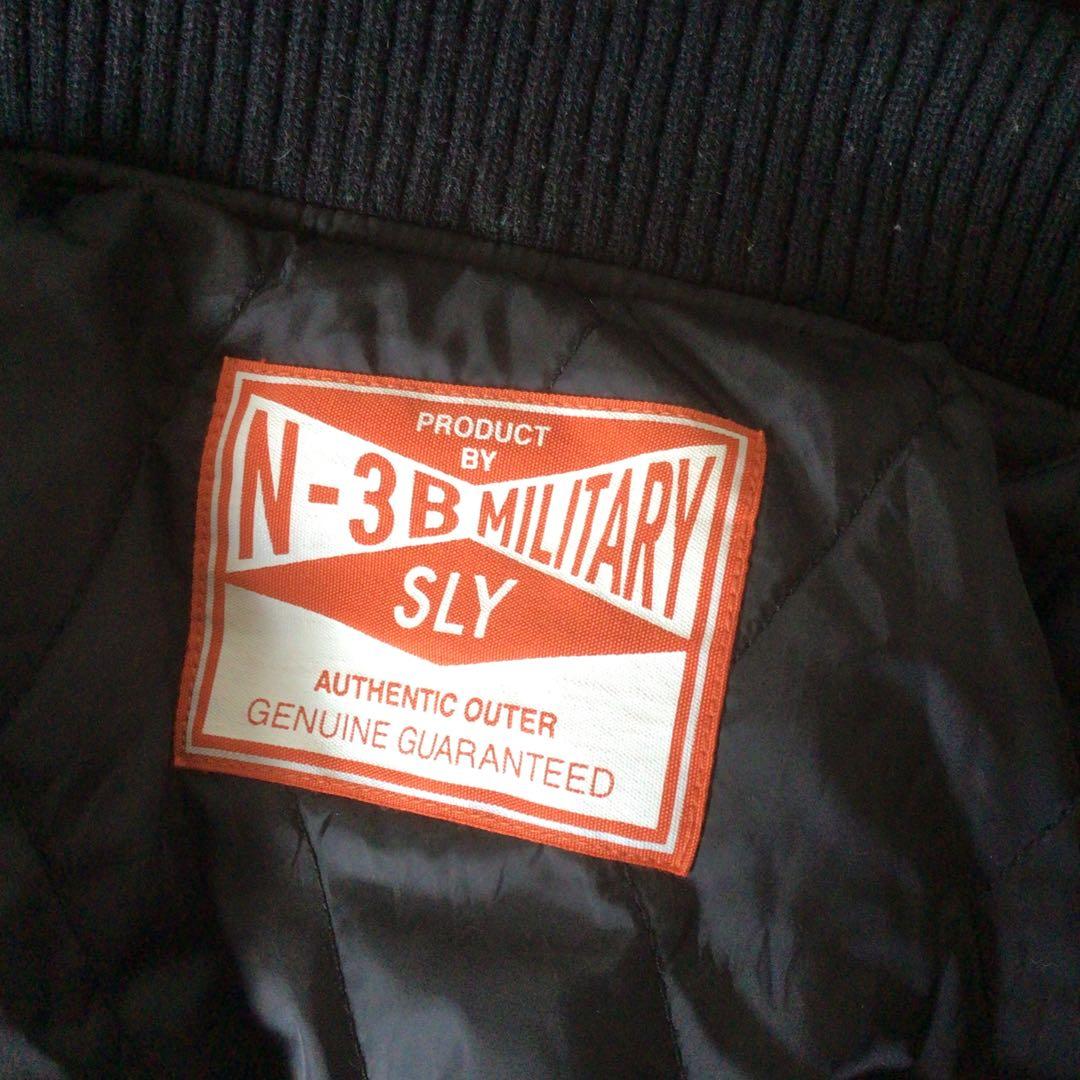 PRODUCT
BY
N-3B MILITARY
SLY
AUTHENTIC OUTER
GENUINE GUARANTEED